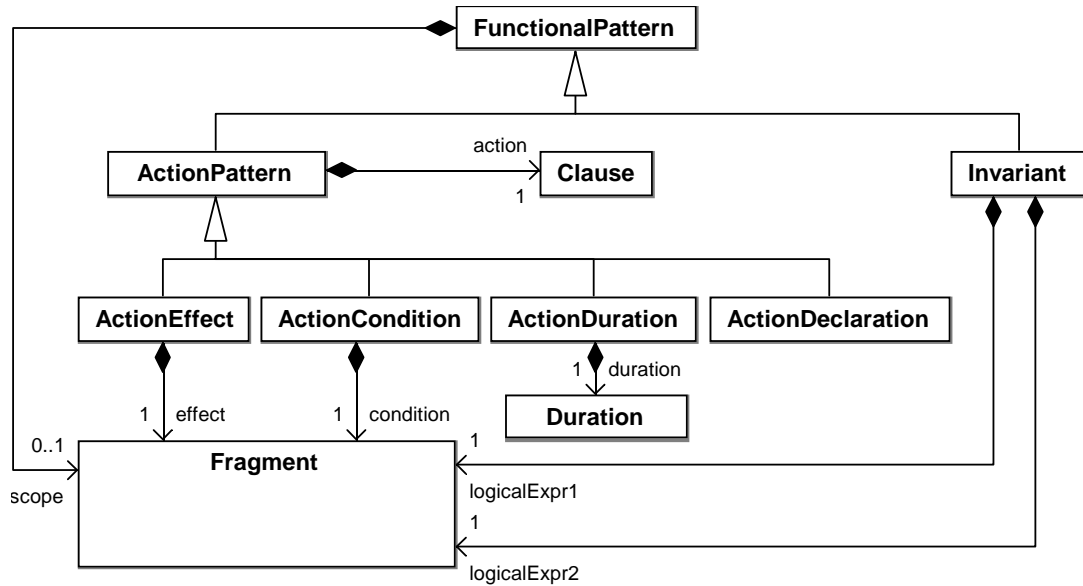 FunctionalPattern
action
ActionPattern
Clause
Invariant
1
ActionEffect
ActionCondition
ActionDuration
ActionDeclaration
1 duration
Duration
1 effect
1 condition
0..1
Fragment
1
scope
logicalExpr1
1
logicalExpr2